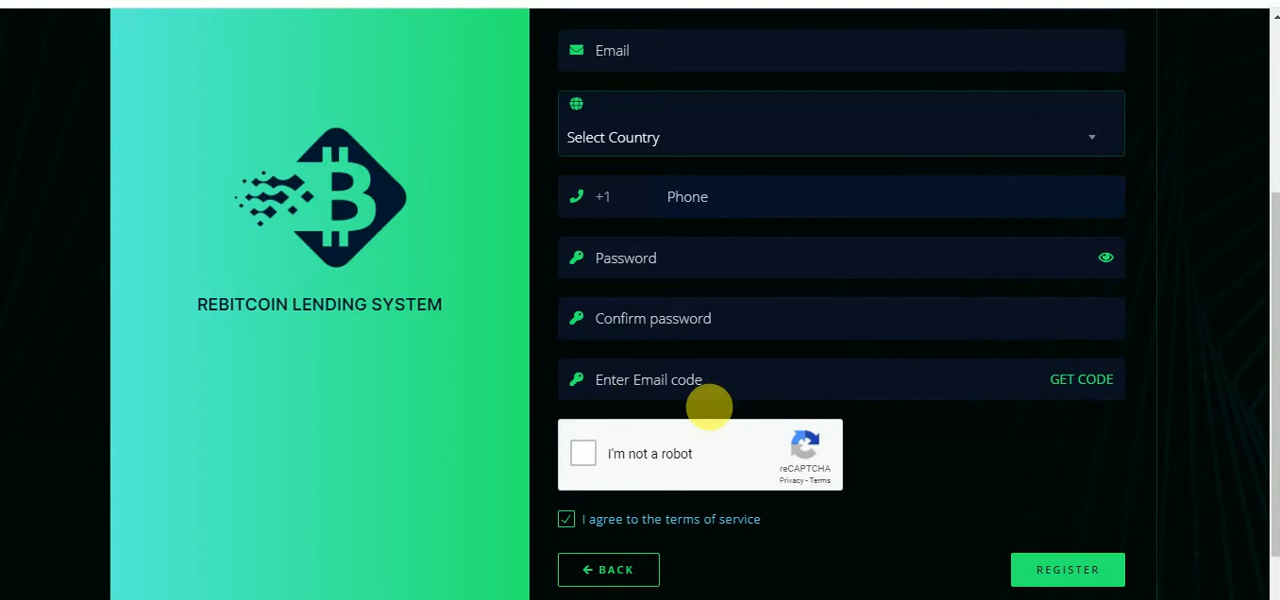 Email
Select Country
+1 Phone
Password
REBITCOIN LENDING SYSTEM
Confirm password
Enter Email code GET CODE
I'm not a robot
reCAPTCHA
Privacy - Terms
I agree to the terms of service
BACK
REGISTER